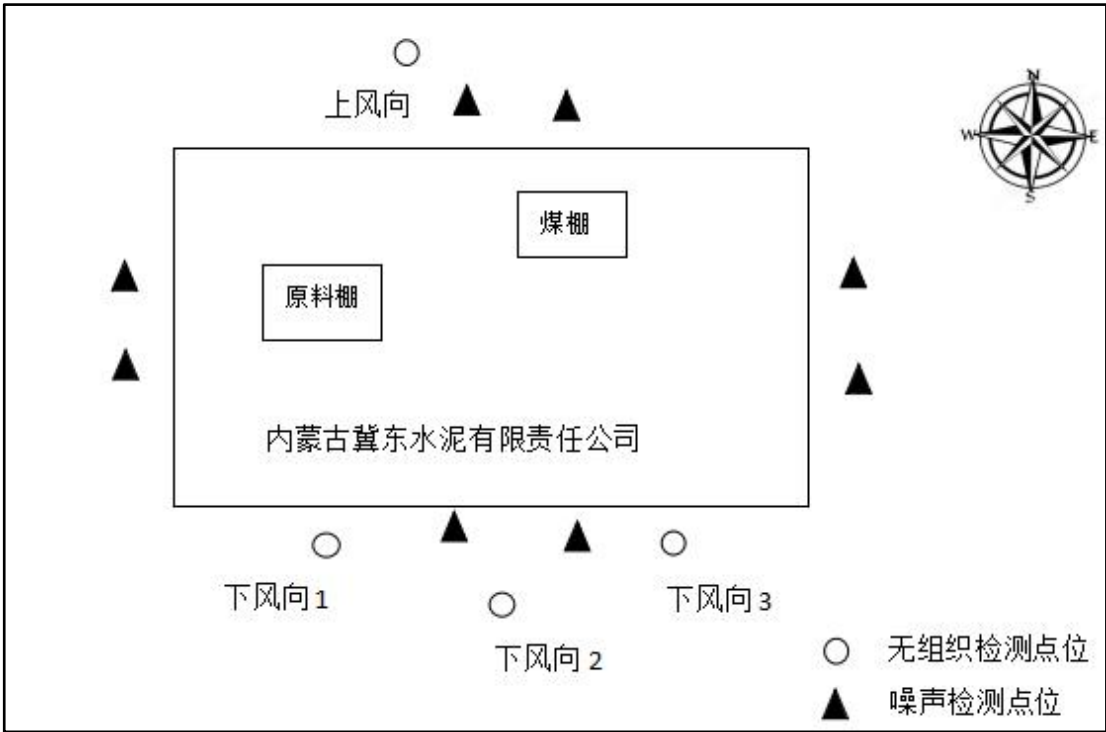 上风向
N
W
E
S
煤棚
原料棚
内蒙古冀东水泥有限责任公司
下风向1
下风向2
下风向3
无组织检测点位
噪声检测点位